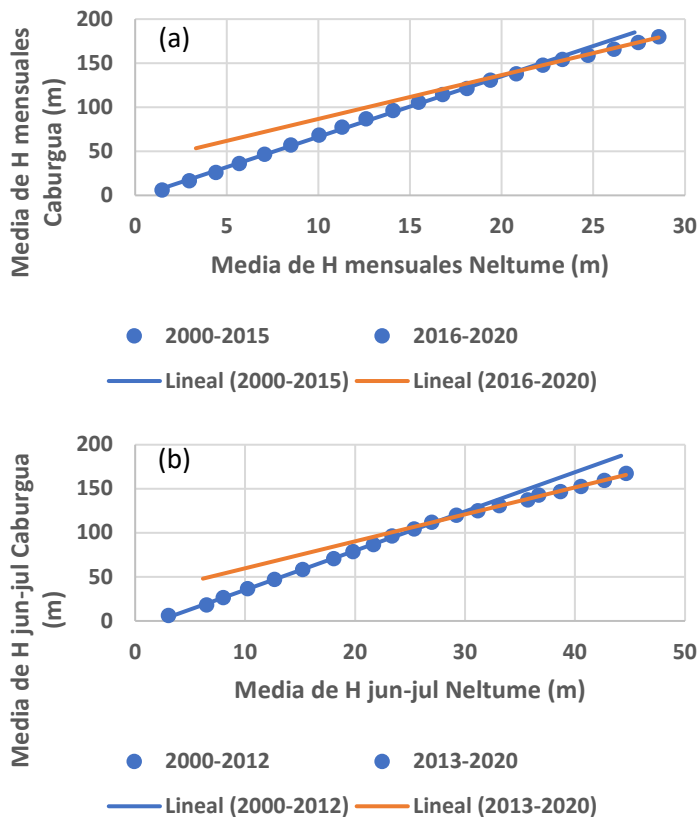 (a)
200
150
100
50
0
0 5 10 15 20 25 30
Media de H mensuales
Caburgua (m)
Media de H mensuales Neltume (m)
2000-2015 2016-2020
Lineal (2000-2015) Lineal (2016-2020)
(b)
200
150
100
50
0
0 10 20 30 40 50
Media de H jun-jul Caburgua
(m)
Media de H jun-jul Neltume (m)
2000-2012 2013-2020
Lineal (2000-2012) Lineal (2013-2020)